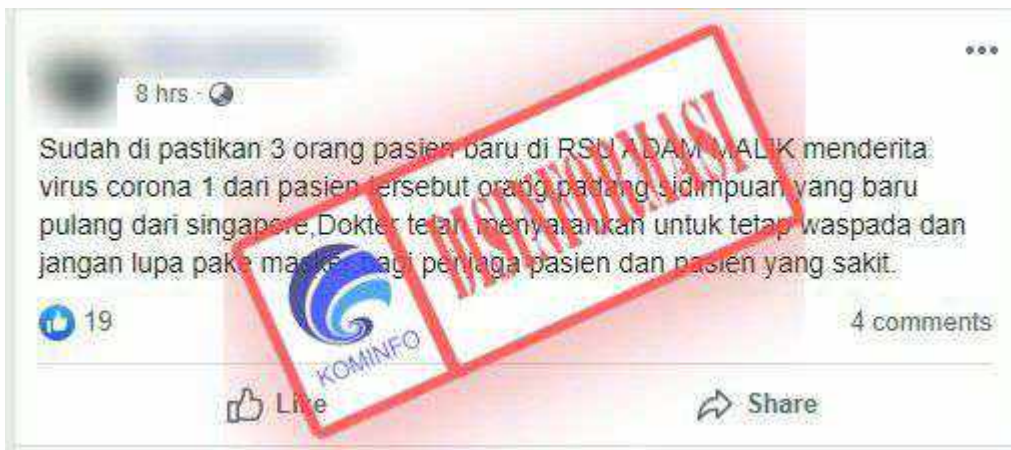 8 hrs ·
Sudah di pastikan 3 orang pasien baru di RSU ADAM MALIK menderita
virus corona 1 dari pasien tersebut orang padang sidimpuan yang baru
pulang dari singapore,Dokter telah menyarankan untuk tetap waspada dan
jangan lupa pake masker bagi penjaga pasien dan pasien yang sakit.
DISINFORMASI
KOMINFO
19
4 comments
Like
Share